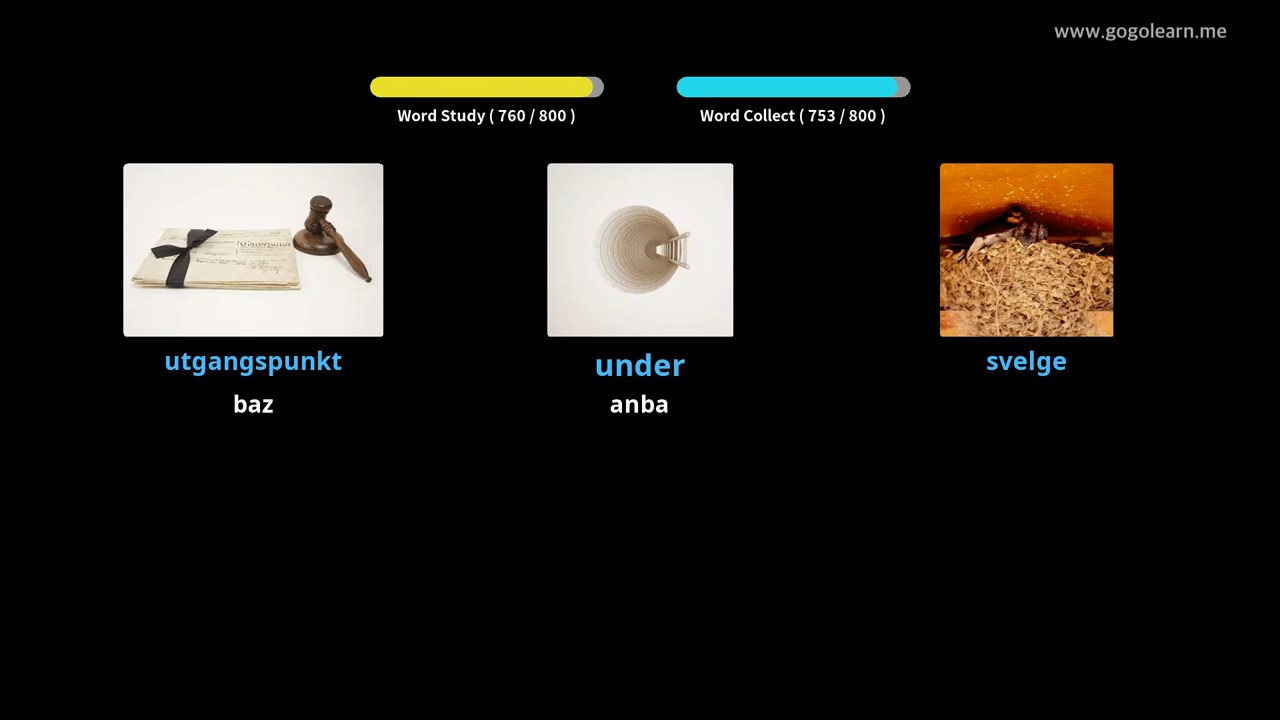 www.gogolearn.me
Word Study ( 760 / 800 )
Word Collect ( 753 / 800 )
utgangspunkt
under
svelge
baz
anba